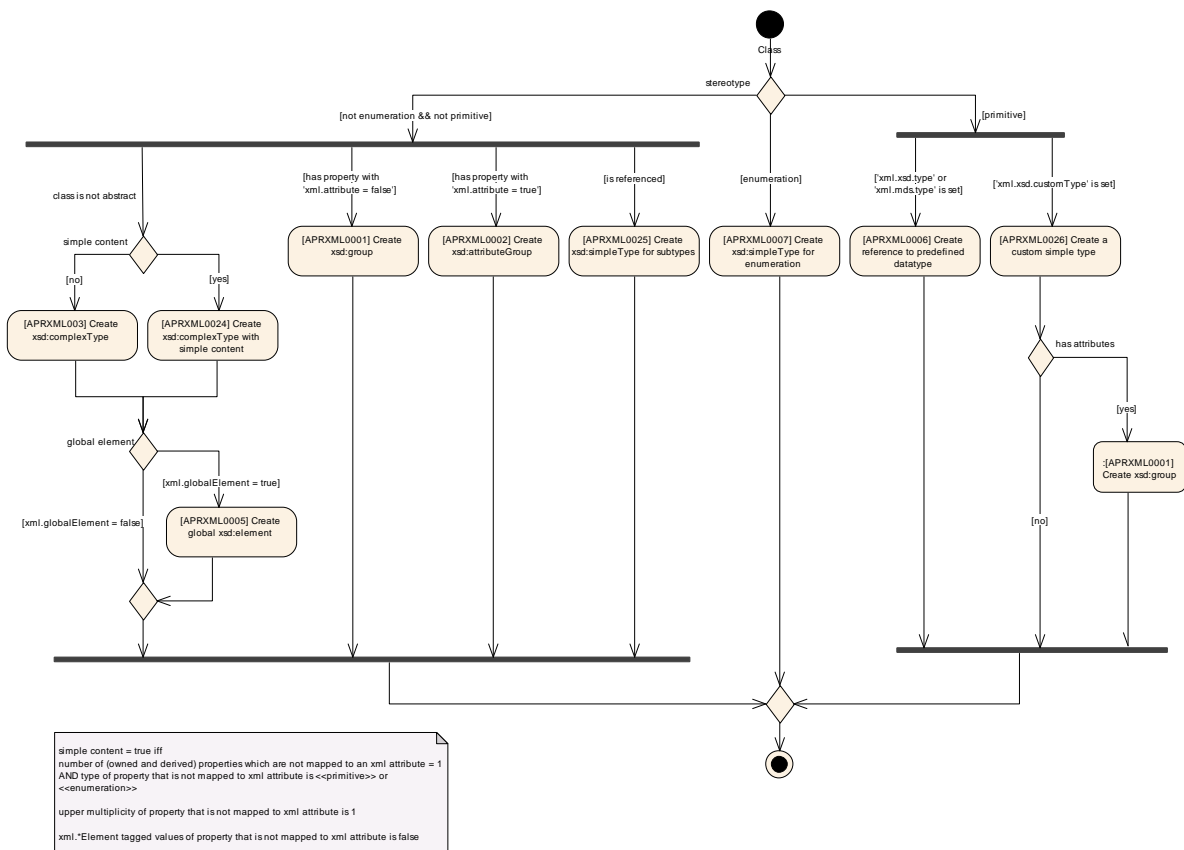 Class
stereotype
[not enumeration && not primitive]
[primitive]
[has property with
'xml.attribute = false']
[has property with
'xml.attribute = true']
[is referenced]
[enumeration]
['xml.xsd.type' or
'xml.mds.type' is set]
['xml.xsd.customType' is set]
class is not abstract
simple content
[no]
[yes]
[APRXML0001] Create
xsd:group
[APRXML0002] Create
xsd:attributeGroup
[APRXML0025] Create
xsd:simpleType for subtypes
[APRXML0007] Create
xsd:simpleType for
enumeration
[APRXML0006] Create
reference to predefined
datatype
[APRXML0026] Create a
custom simple type
[APRXML003] Create
xsd:complexType
[APRXML0024] Create
xsd:complexType with
simple content
has attributes
[yes]
global element
:[APRXML0001]
Create xsd:group
[xml.globalElement = true]
[xml.globalElement = false]
[APRXML0005] Create
global xsd:element
[no]
simple content = true iff
number of (owned and derived) properties which are not mapped to an xml attribute = 1
AND type of property that is not mapped to xml attribute is <<primitive>> or
<<enumeration>>
upper multiplicity of property that is not mapped to xml attribute is 1
xml.*Element tagged values of property that is not mapped to xml attribute is false